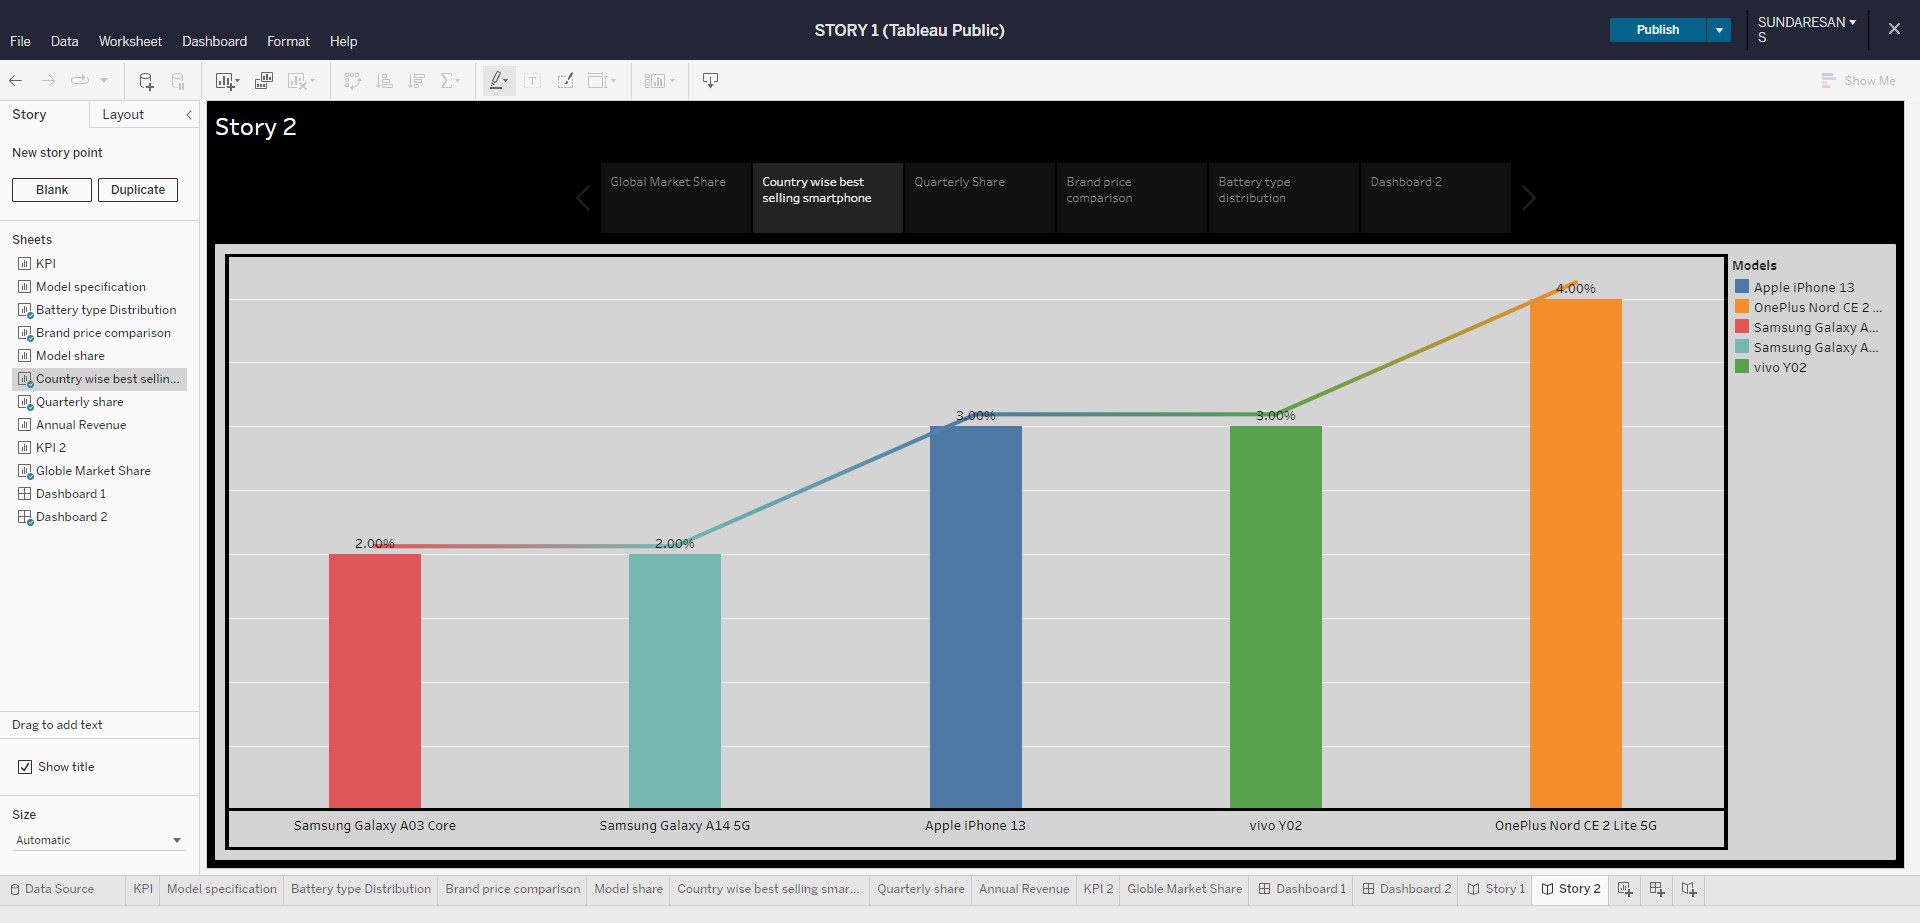 STORY 1 (Tableau Public)
Publish
SUNDARESAN
S
File Data Worksheet Dashboard Format Help
Show Me
Story Layout
New story point
Blank Duplicate
Sheets
KPI
Model specification
Battery type Distribution
Brand price comparison
Model share
Country wise best sellin...
Quarterly share
Annual Revenue
KPI 2
Globle Market Share
Dashboard 1
Dashboard 2
Drag to add text
Show title
Size
Automatic
Story 2
Global Market Share
Country wise best
selling smartphone
Quarterly Share
Brand price
comparison
Battery type
distribution
Dashboard 2
2.00% 2.00% 3.00% 3.00% 4.00%
Samsung Galaxy A03 Core Samsung Galaxy A14 5G Apple iPhone 13 vivo Y02 OnePlus Nord CE 2 Lite 5G
Models
Apple iPhone 13
OnePlus Nord CE 2 ...
Samsung Galaxy A...
Samsung Galaxy A...
vivo Y02
Data Source KPI Model specification Battery type Distribution Brand price comparison Model share Country wise best selling smar... Quarterly share Annual Revenue KPI 2 Globle Market Share Dashboard 1 Dashboard 2 Story 1 Story 2